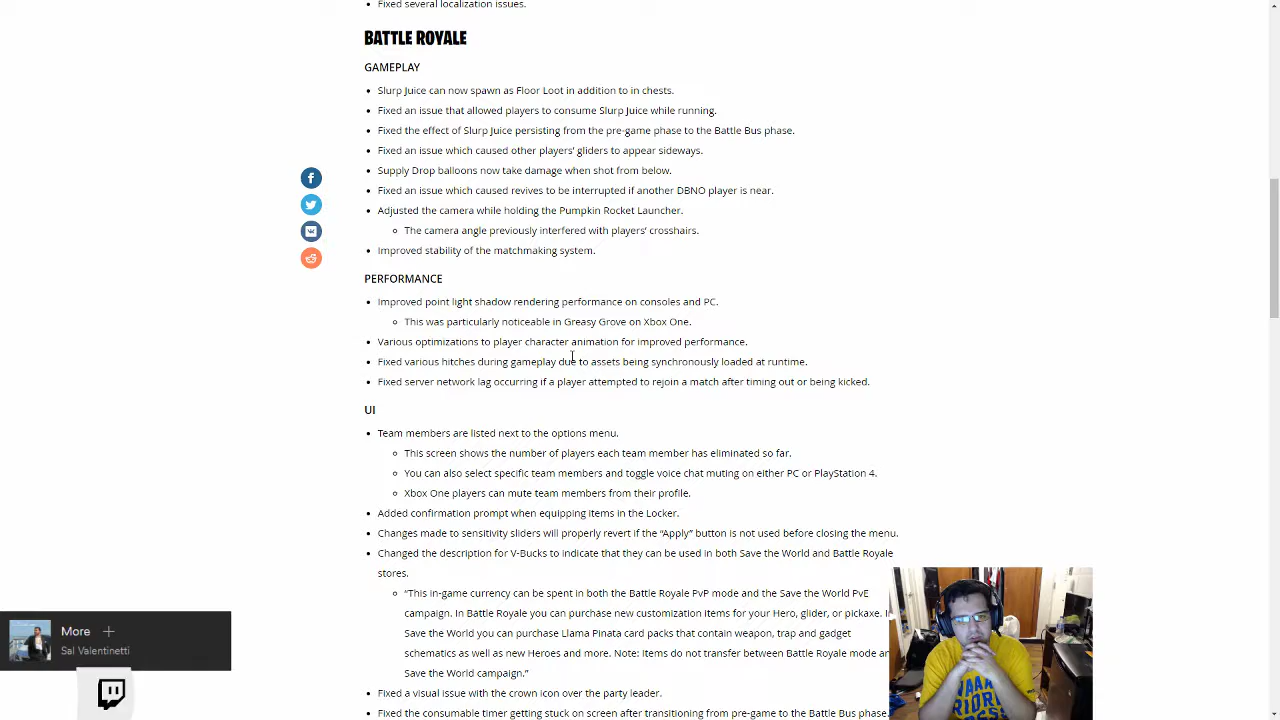 Fixed several localization issues.
BATTLE ROYALE
GAMEPLAY
Slurp Juice can now spawn as Floor Loot in addition to in chests.
Fixed an issue that allowed players to consume Slurp Juice while running.
Fixed the effect of Slurp Juice persisting from the pre-game phase to the Battle Bus phase.
Fixed an issue which caused other players’ gliders to appear sideways.
Supply Drop balloons now take damage when shot from below.
Fixed an issue which caused revives to be interrupted if another DBNO player is near.
Adjusted the camera while holding the Pumpkin Rocket Launcher.
The camera angle previously interfered with players’ crosshairs.
Improved stability of the matchmaking system.
PERFORMANCE
Improved point light shadow rendering performance on consoles and PC.
This was particularly noticeable in Greasy Grove on Xbox One.
Various optimizations to player character animation for improved performance.
Fixed various hitches during gameplay due to assets being synchronously loaded at runtime.
Fixed server network lag occurring if a player attempted to rejoin a match after timing out or being kicked.
UI
Team members are listed next to the options menu.
This screen shows the number of players each team member has eliminated so far.
You can also select specific team members and toggle voice chat muting on either PC or PlayStation 4.
Xbox One players can mute team members from their profile.
Added confirmation prompt when equipping items in the Locker.
Changes made to sensitivity sliders will properly revert if the “Apply” button is not used before closing the menu.
Changed the description for V-Bucks to indicate that they can be used in both Save the World and Battle Royale
stores.
“This in-game currency can be spent in both the Battle Royale PvP mode and the Save the World PvE
campaign. In Battle Royale you can purchase new customization items for your Hero, glider, or pickaxe.
Save the World you can purchase Llama Pinata card packs that contain weapon, trap and gadget
schematics as well as new Heroes and more. Note: Items do not transfer between Battle Royale mode
Save the World campaign.”
Fixed a visual issue with the crown icon over the party leader.
Fixed the consumable timer getting stuck on screen after transitioning from pre-game to the Battle Bus phase.
More
Sal Valentinetti